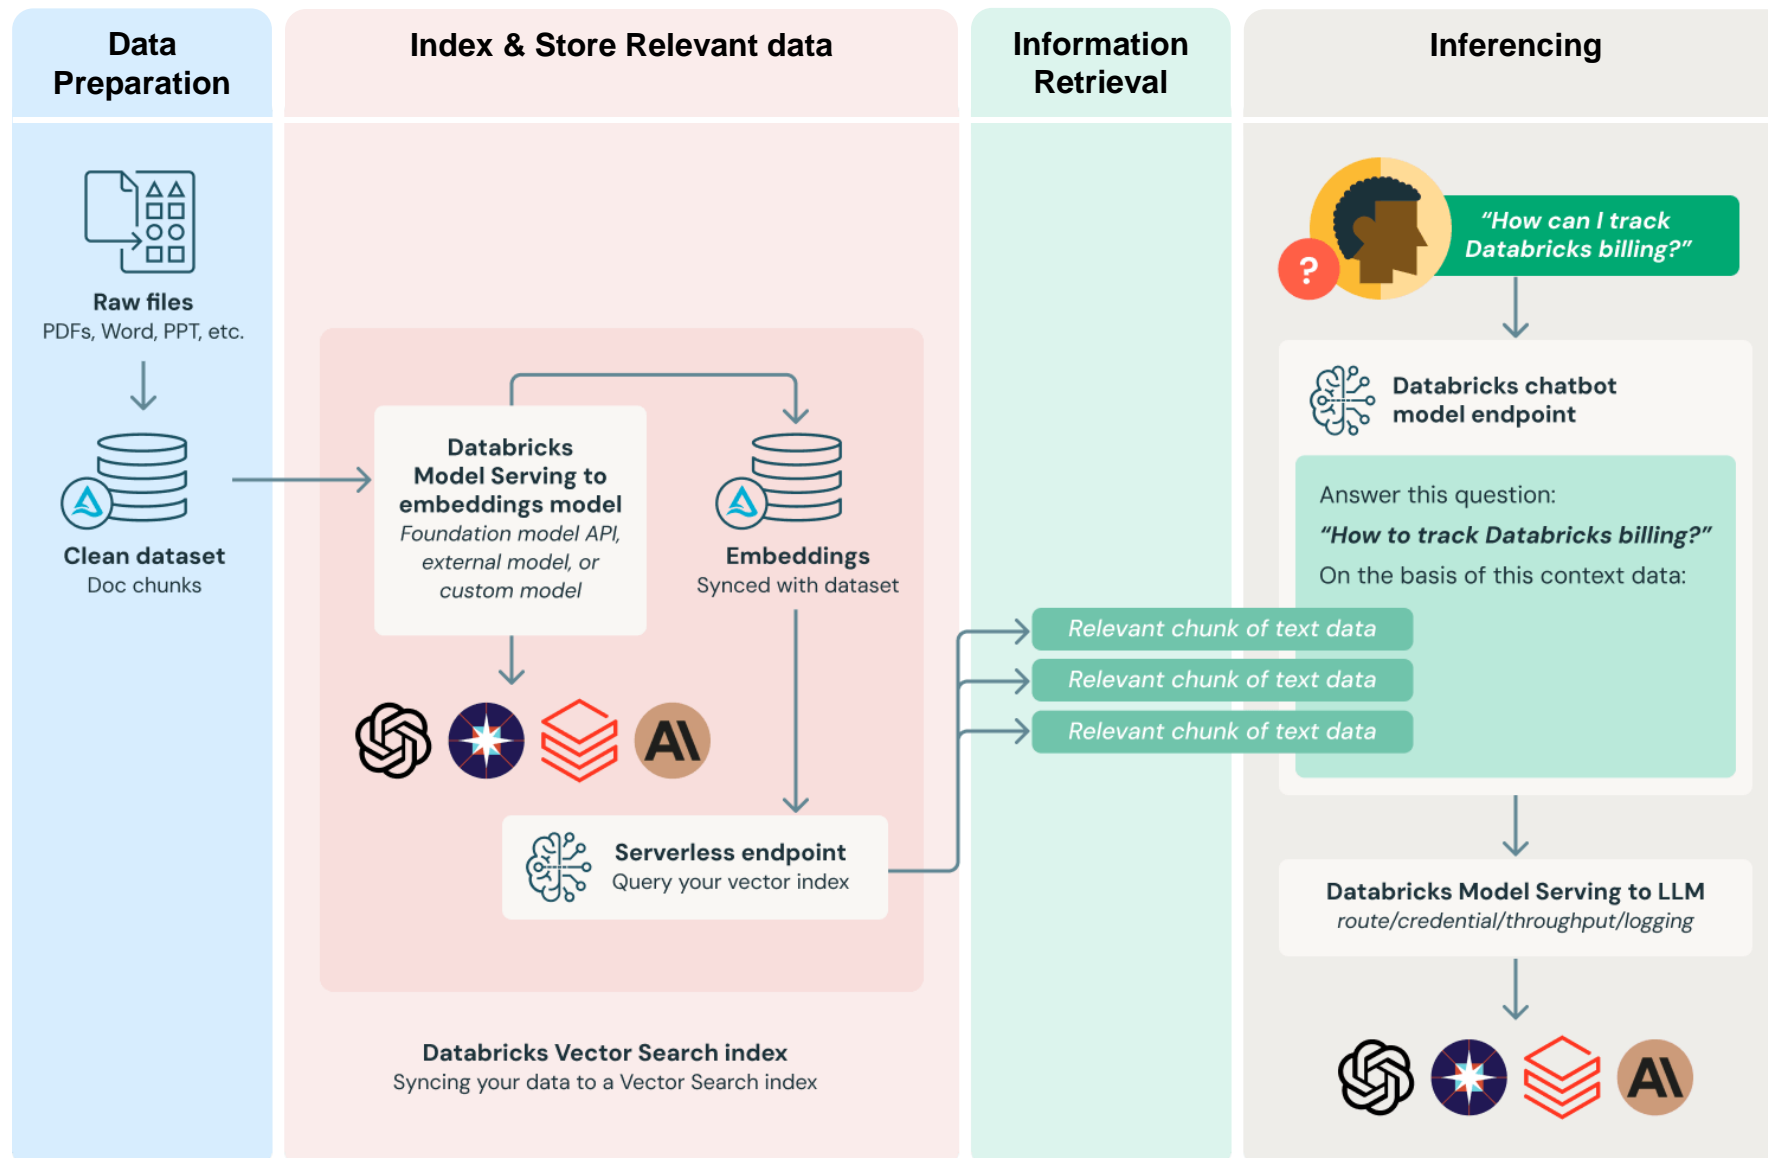 Data
Preparation
Index & Store Relevant data
Information
Retrieval
Inferencing
Raw files
PDFs, Word, PPT, etc.
Clean dataset
Doc chunks
Databricks
Model Serving to
embeddings model
Foundation model API,
external model, or
custom model
Embeddings
Synced with dataset
Serverless endpoint
Query your vector index
Databricks Vector Search index
Syncing your data to a Vector Search index
Relevant chunk of text data
Relevant chunk of text data
Relevant chunk of text data
?
“How can I track
Databricks billing?”
Databricks chatbot
model endpoint
Answer this question:
“How to track Databricks billing?”
On the basis of this context data:
Databricks Model Serving to LLM
route/credential/throughput/logging